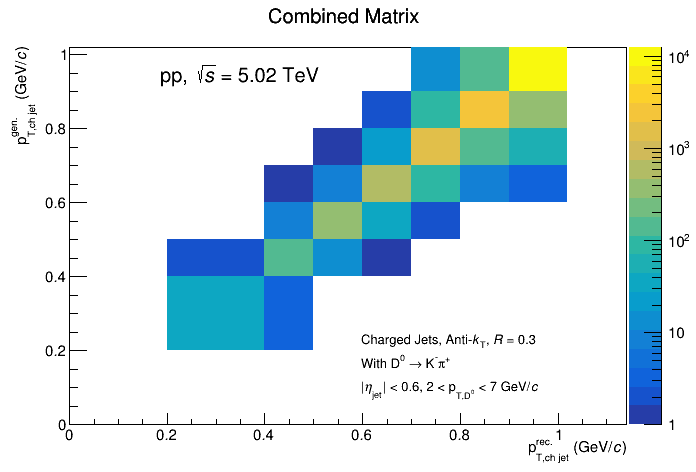 Combined Matrix
p^gen._T,ch jet (GeV/c)
1
0.8
0.6
0.4
0.2
0
pp, √s = 5.02 TeV
Charged Jets, Anti-k_T, R = 0.3
With D^0 → K^-π^+
|η_jet| < 0.6, 2 < p_T,D^0 < 7 GeV/c
0 0.2 0.4 0.6 0.8 1
p^rec._T,ch jet (GeV/c)
10^4
10^3
10^2
10
1